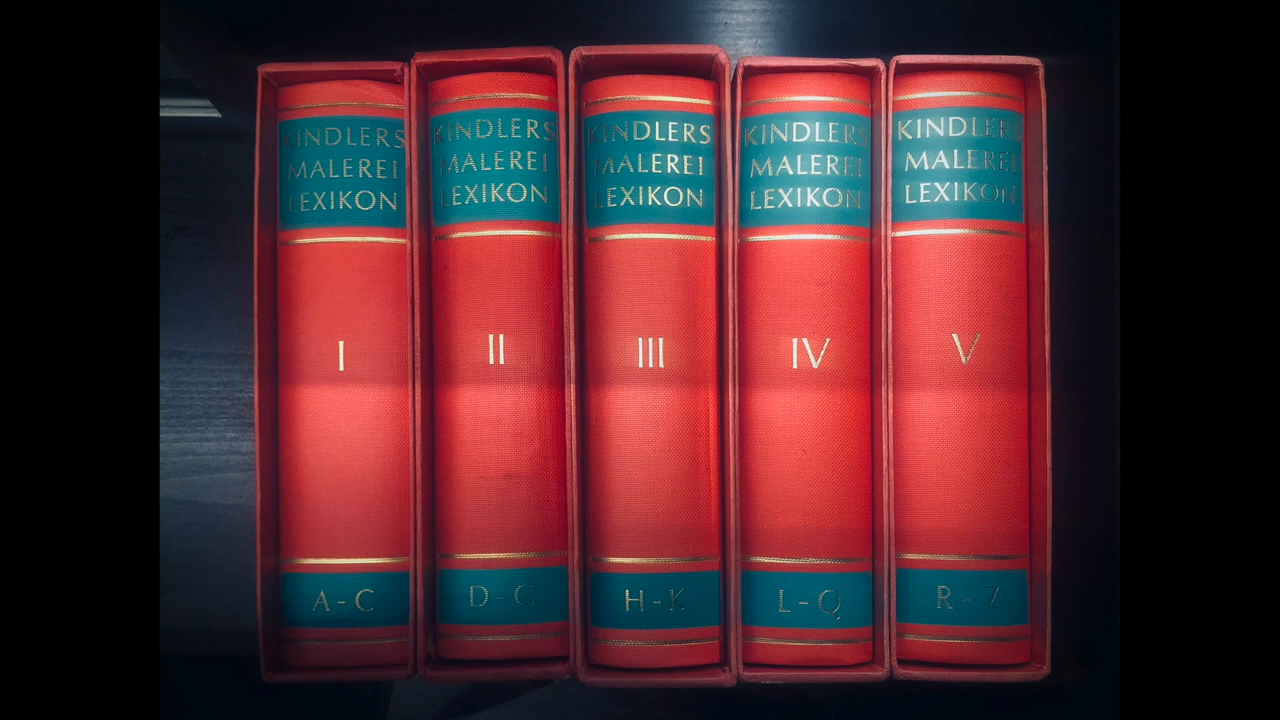 KINDLERS
MALEREI
LEXIKON
I
A-C
KINDLERS
MALEREI
LEXIKON
II
D-G
KINDLERS
MALEREI
LEXIKON
III
H-K
KINDLERS
MALEREI
LEXIKON
IV
L-Q
KINDLERS
MALEREI
LEXIKON
V
R-Z